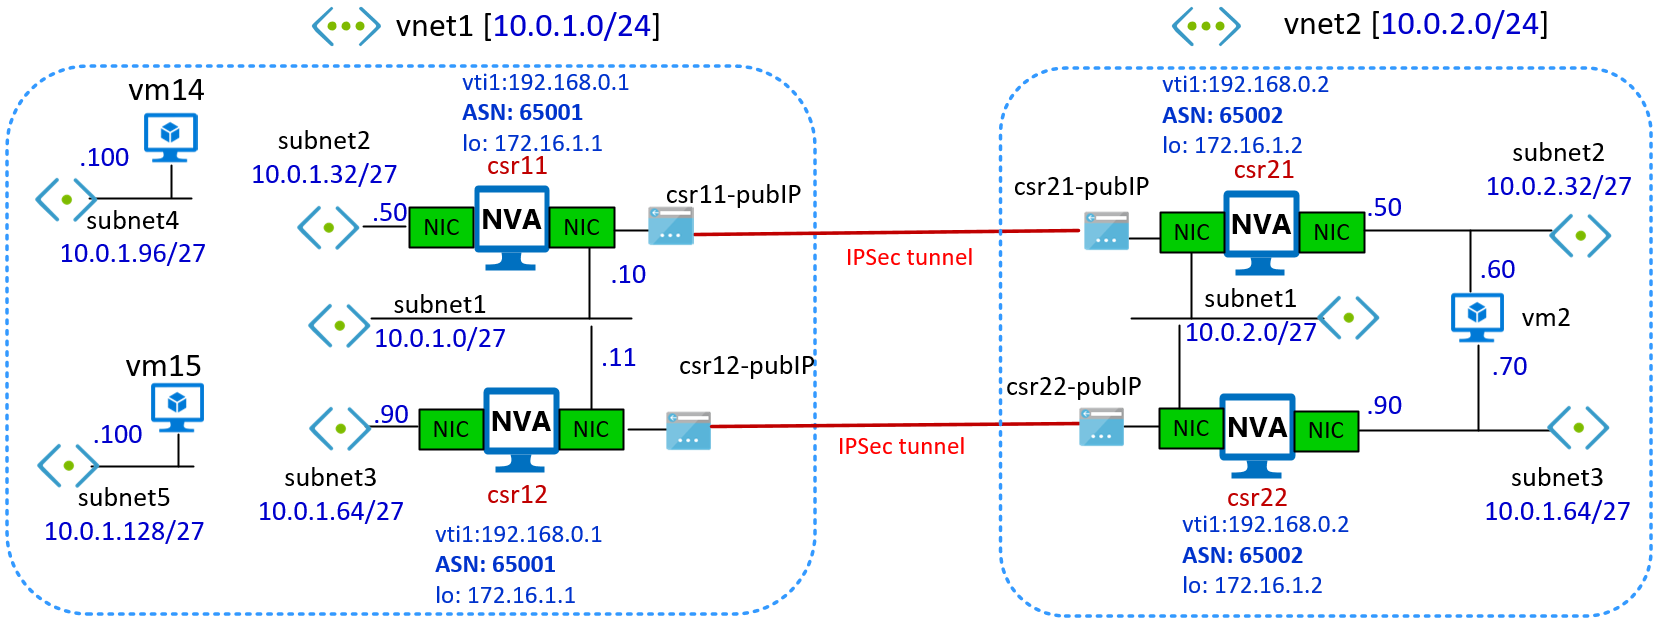 vnet1 [10.0.1.0/24]
vnet2 [10.0.2.0/24]
vm14
.100
subnet4
10.0.1.96/27
vm15
.100
subnet5
10.0.1.128/27
subnet2
10.0.1.32/27
.50
vti1:192.168.0.1
ASN: 65001
lo: 172.16.1.1
csr11
NIC
NVA
NIC
csr11-pubIP
.10
subnet1
10.0.1.0/27
.11
csr12-pubIP
.90
NIC
NVA
NIC
subnet3
10.0.1.64/27
csr12
vti1:192.168.0.1
ASN: 65001
lo: 172.16.1.1
IPSec tunnel
IPSec tunnel
vti1:192.168.0.2
ASN: 65002
lo: 172.16.1.2
csr21
csr21-pubIP
NIC
NVA
NIC
.50
subnet2
10.0.2.32/27
.60
subnet1
10.0.2.0/27
vm2
.70
csr22-pubIP
NIC
NVA
NIC
.90
csr22
vti1:192.168.0.2
ASN: 65002
lo: 172.16.1.2
subnet3
10.0.1.64/27